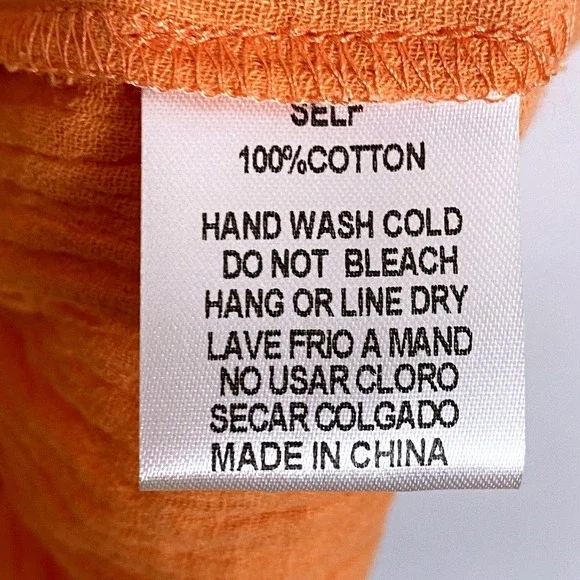 SELF
100%COTTON
HAND WASH COLD
DO NOT BLEACH
HANG OR LINE DRY
LAVE FRIO A MAND
NO USAR CLORO
SECAR COLGADO
MADE IN CHINA